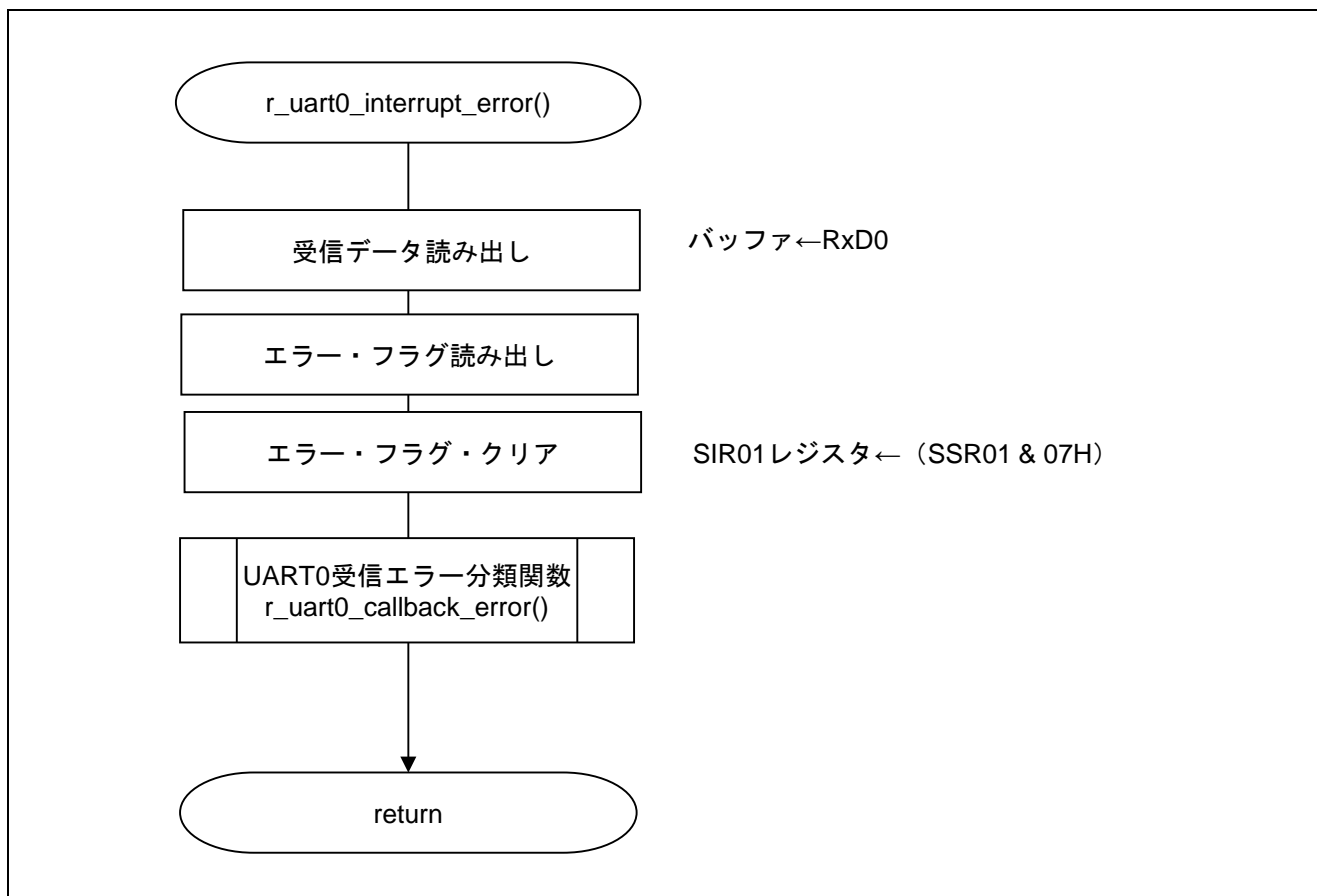 r_uart0_interrupt_error()
受信データ読み出し
バッファ←RxD0
エラー・フラグ読み出し
エラー・フラグ・クリア
SIR01レジスタ←（SSR01 & 07H）
UART0受信エラー分類関数
r_uart0_callback_error()
return